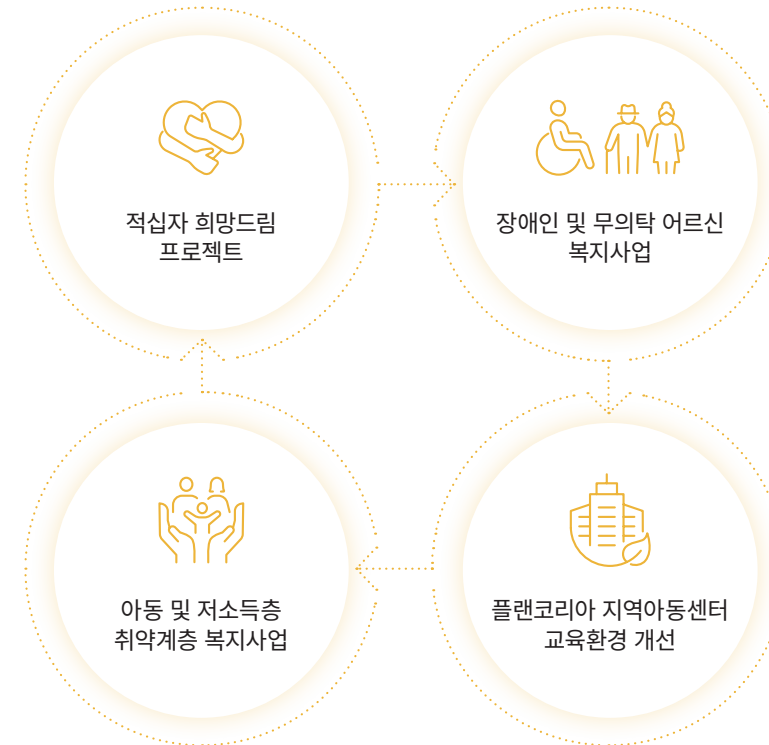 적십자 희망드림
프로젝트
장애인 및 무의탁 어르신
복지사업
아동 및 저소득층
취약계층 복지사업
플랜코리아 지역아동센터
교육환경 개선